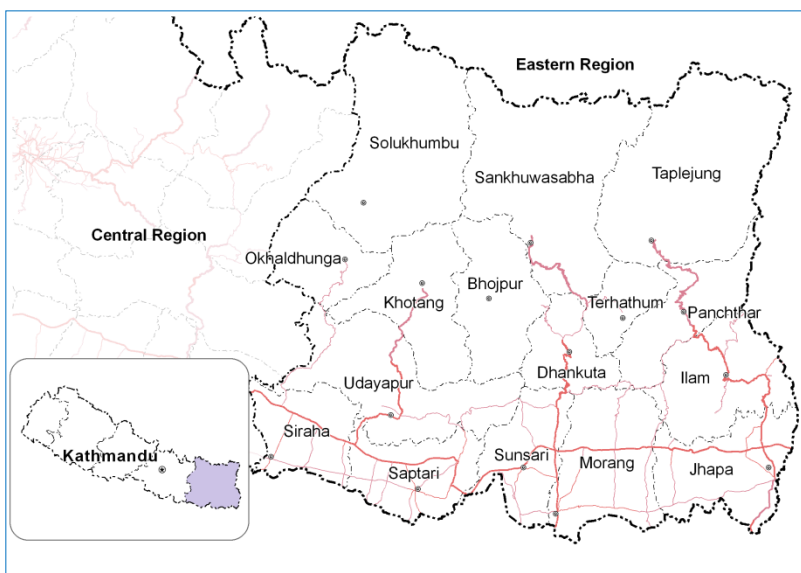 Eastern Region
Solukhumbu
Sankhuwasabha
Taplejung
Central Region
Okhaldhunga
Khotang
Bhojpur
Terhathum
Panchthar
Dhankuta
Ilam
Udayapur
Siraha
Saptari
Sunsari
Morang
Jhapa
Kathmandu